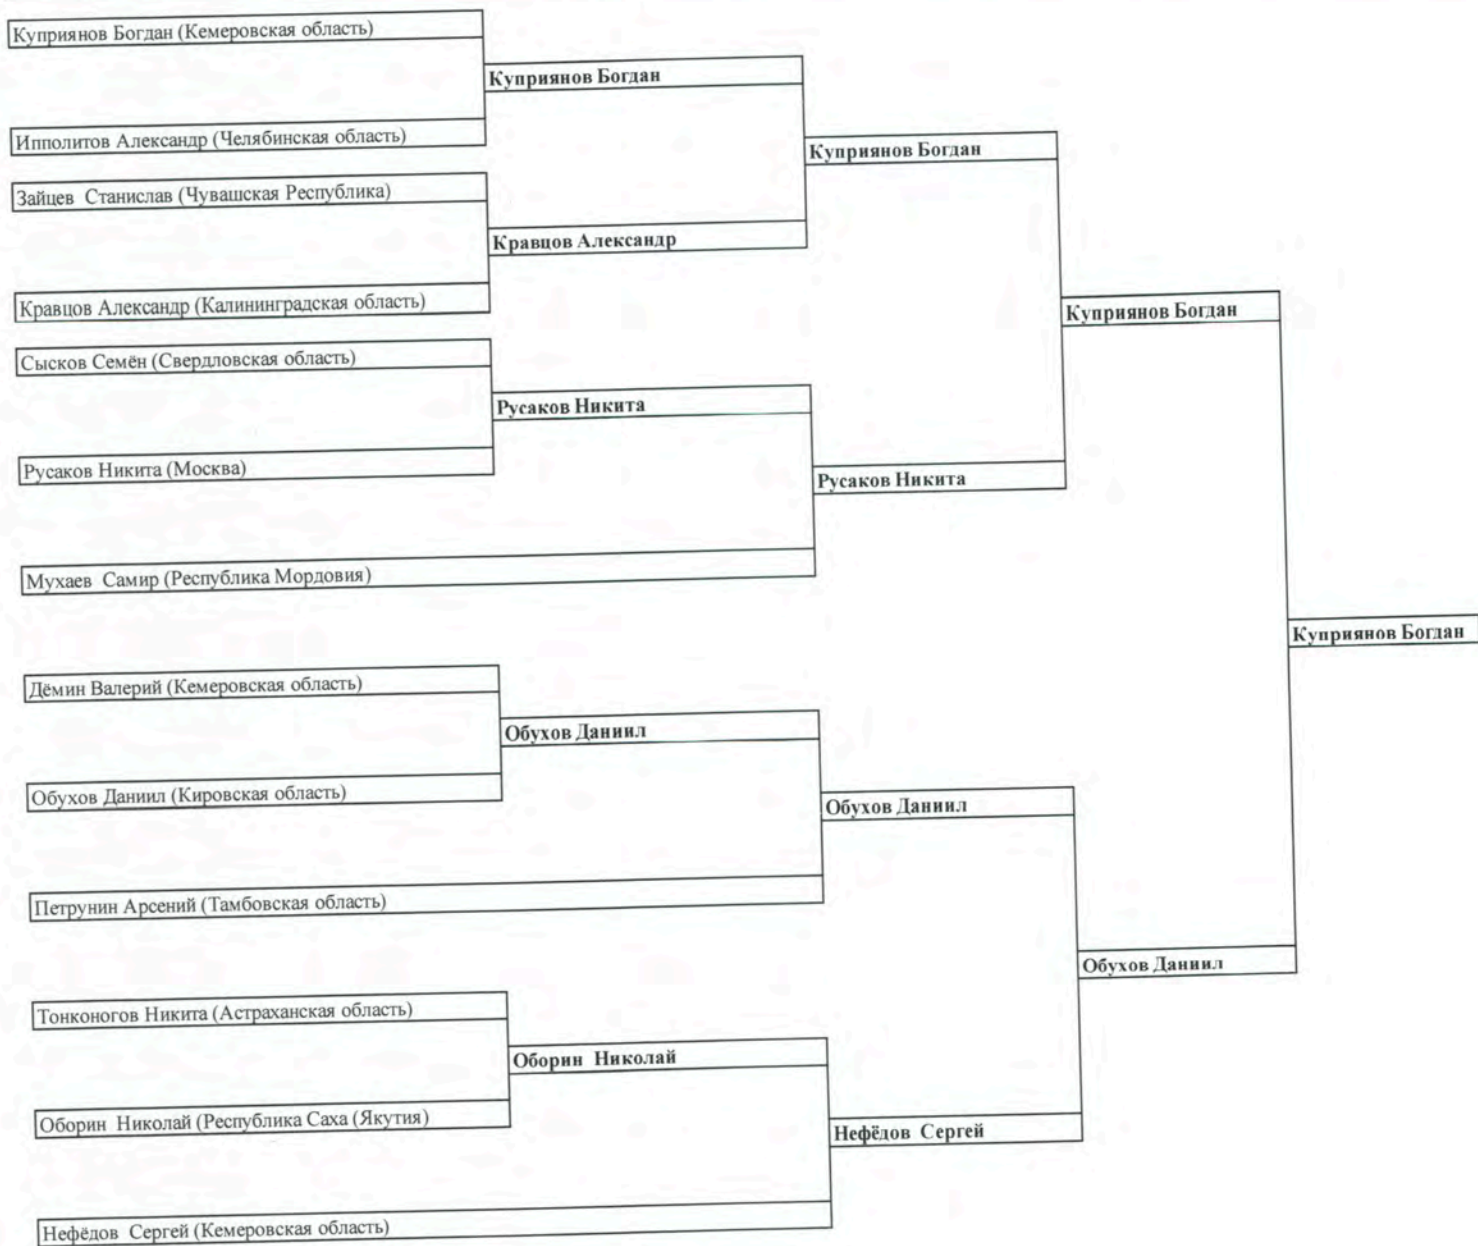 Куприянов Богдан (Кемеровская область)
Куприянов Богдан
Ипполитов Александр (Челябинская область)
Куприянов Богдан
Зайцев Станислав (Чувашская Республика)
Кравцов Александр
Кравцов Александр (Калининградская область)
Куприянов Богдан
Сысков Семён (Свердловская область)
Русаков Никита
Русаков Никита (Москва)
Русаков Никита
Мухаев Самир (Республика Мордовия)
Куприянов Богдан
Дёмин Валерий (Кемеровская область)
Обухов Даниил
Обухов Даниил (Кировская область)
Обухов Даниил
Петрунин Арсений (Тамбовская область)
Обухов Даниил
Тонконогов Никита (Астраханская область)
Оборин Николай
Оборин Николай (Республика Саха (Якутия)
Нефёдов Сергей
Нефёдов Сергей (Кемеровская область)